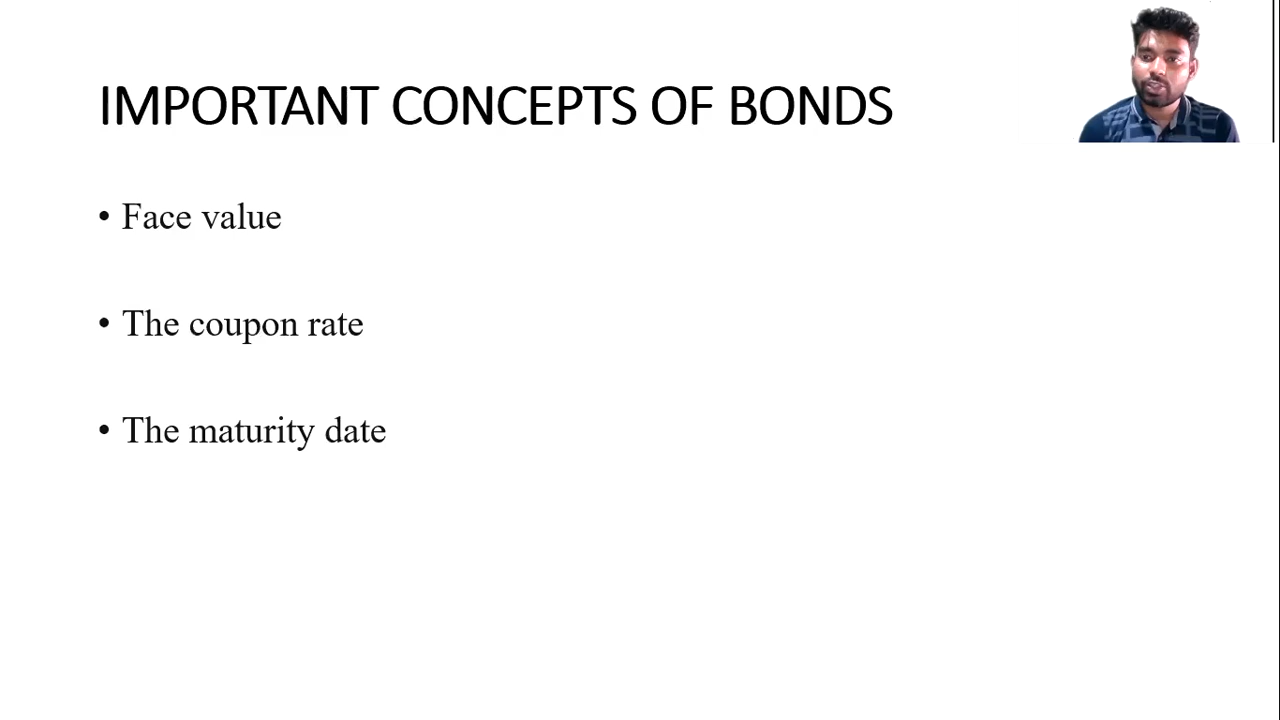 IMPORTANT CONCEPTS OF BONDS
• Face value
• The coupon rate
• The maturity date